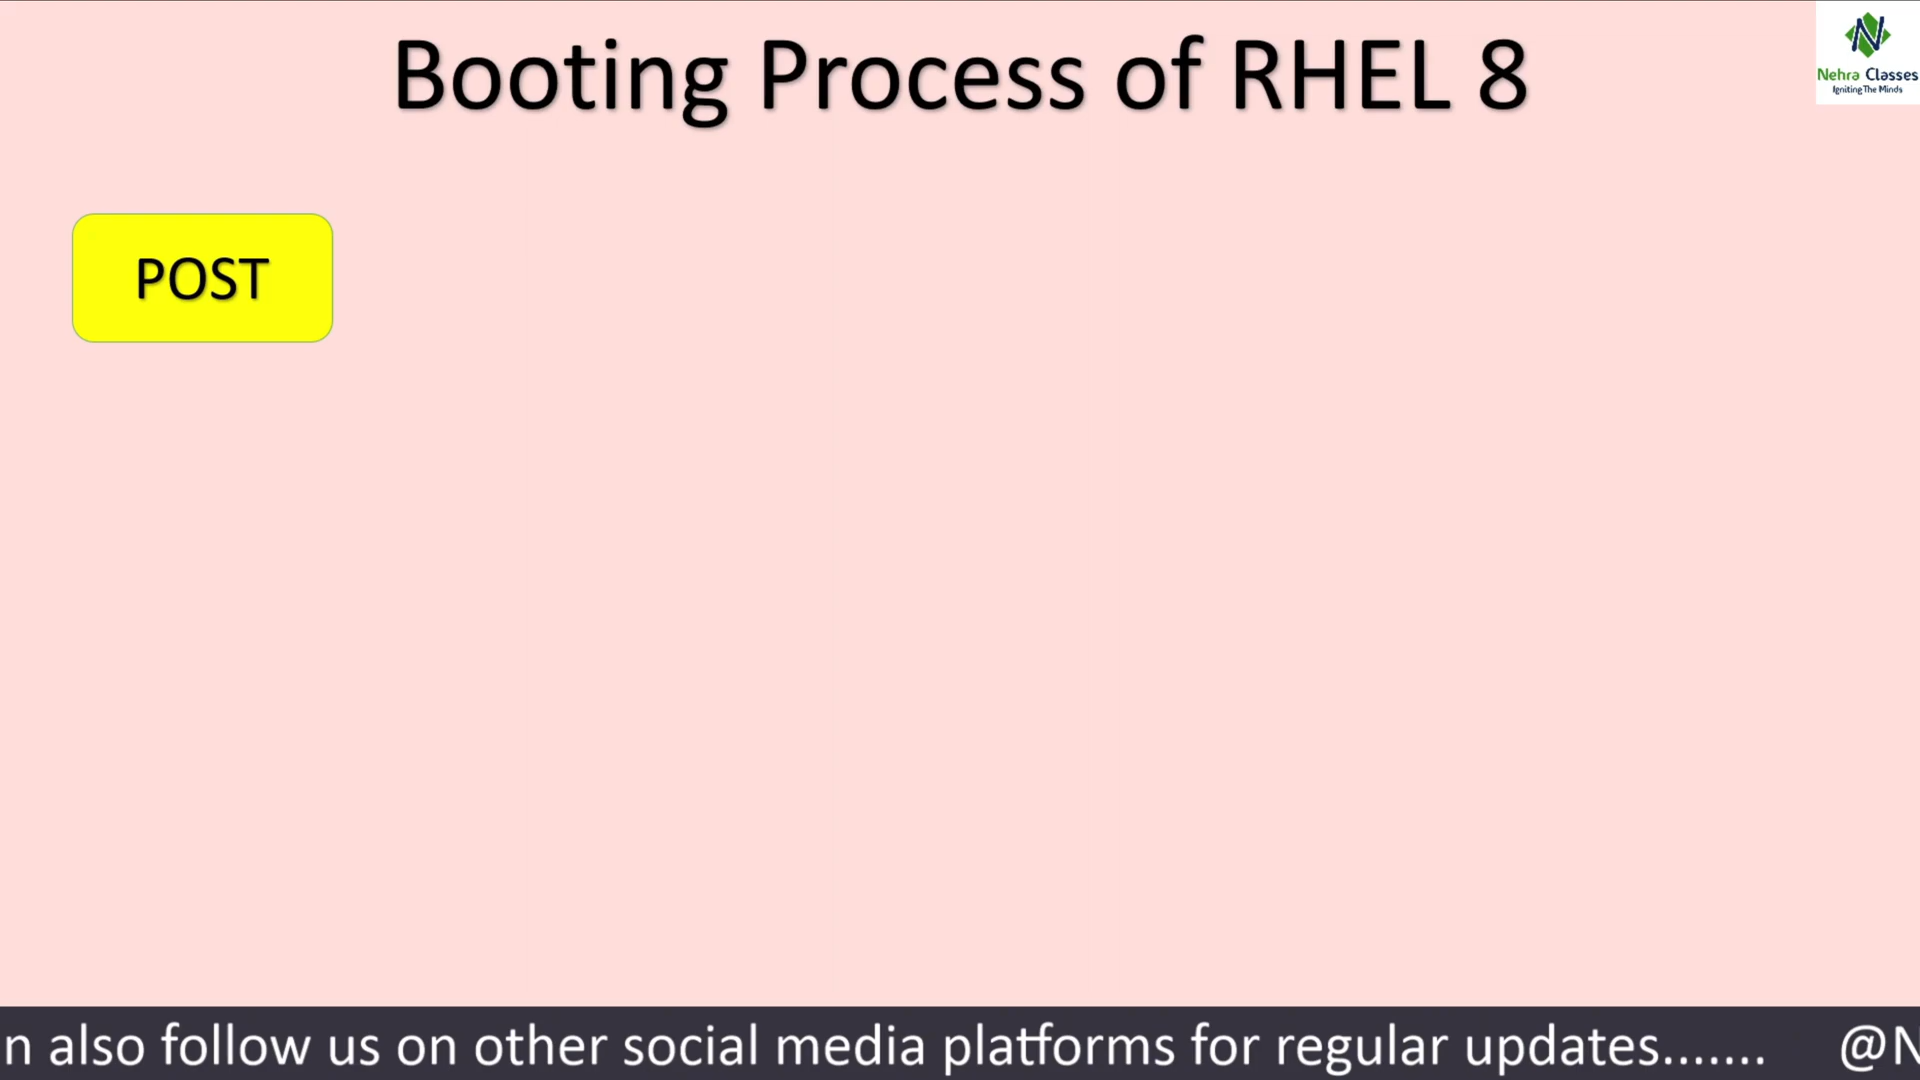 Booting Process of RHEL 8
Nehra Classes
Igniting The Minds
POST
n also follow us on other social media platforms for regular updates....... @N